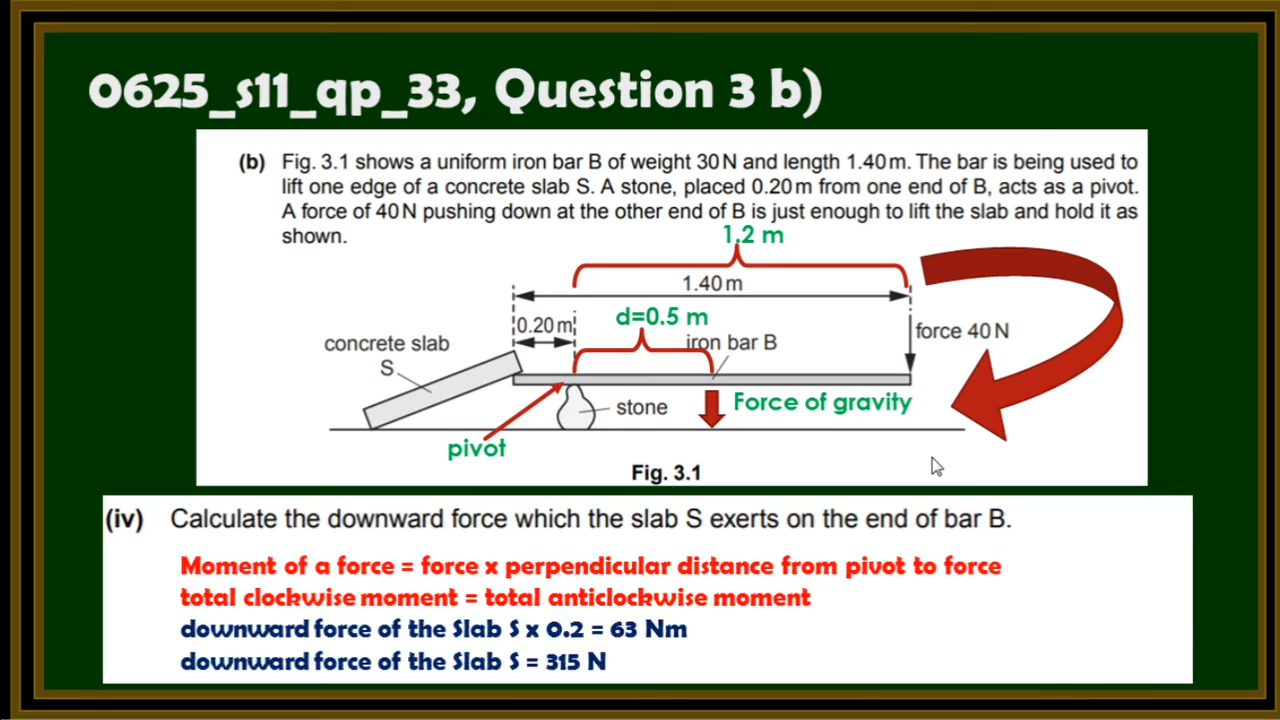 0625_s11_qp_33, Question 3 b)
(b) Fig. 3.1 shows a uniform iron bar B of weight 30 N and length 1.40 m. The bar is being used to
lift one edge of a concrete slab S. A stone, placed 0.20 m from one end of B, acts as a pivot.
A force of 40 N pushing down at the other end of B is just enough to lift the slab and hold it as
shown.
1.2 m
1.40 m
0.20 m
d=0.5 m
force 40 N
concrete slab
S
iron bar B
stone
Force of gravity
pivot
Fig. 3.1
(iv) Calculate the downward force which the slab S exerts on the end of bar B.
Moment of a force = force x perpendicular distance from pivot to force
total clockwise moment = total anticlockwise moment
downward force of the Slab S x 0.2 = 63 Nm
downward force of the Slab S = 315 N